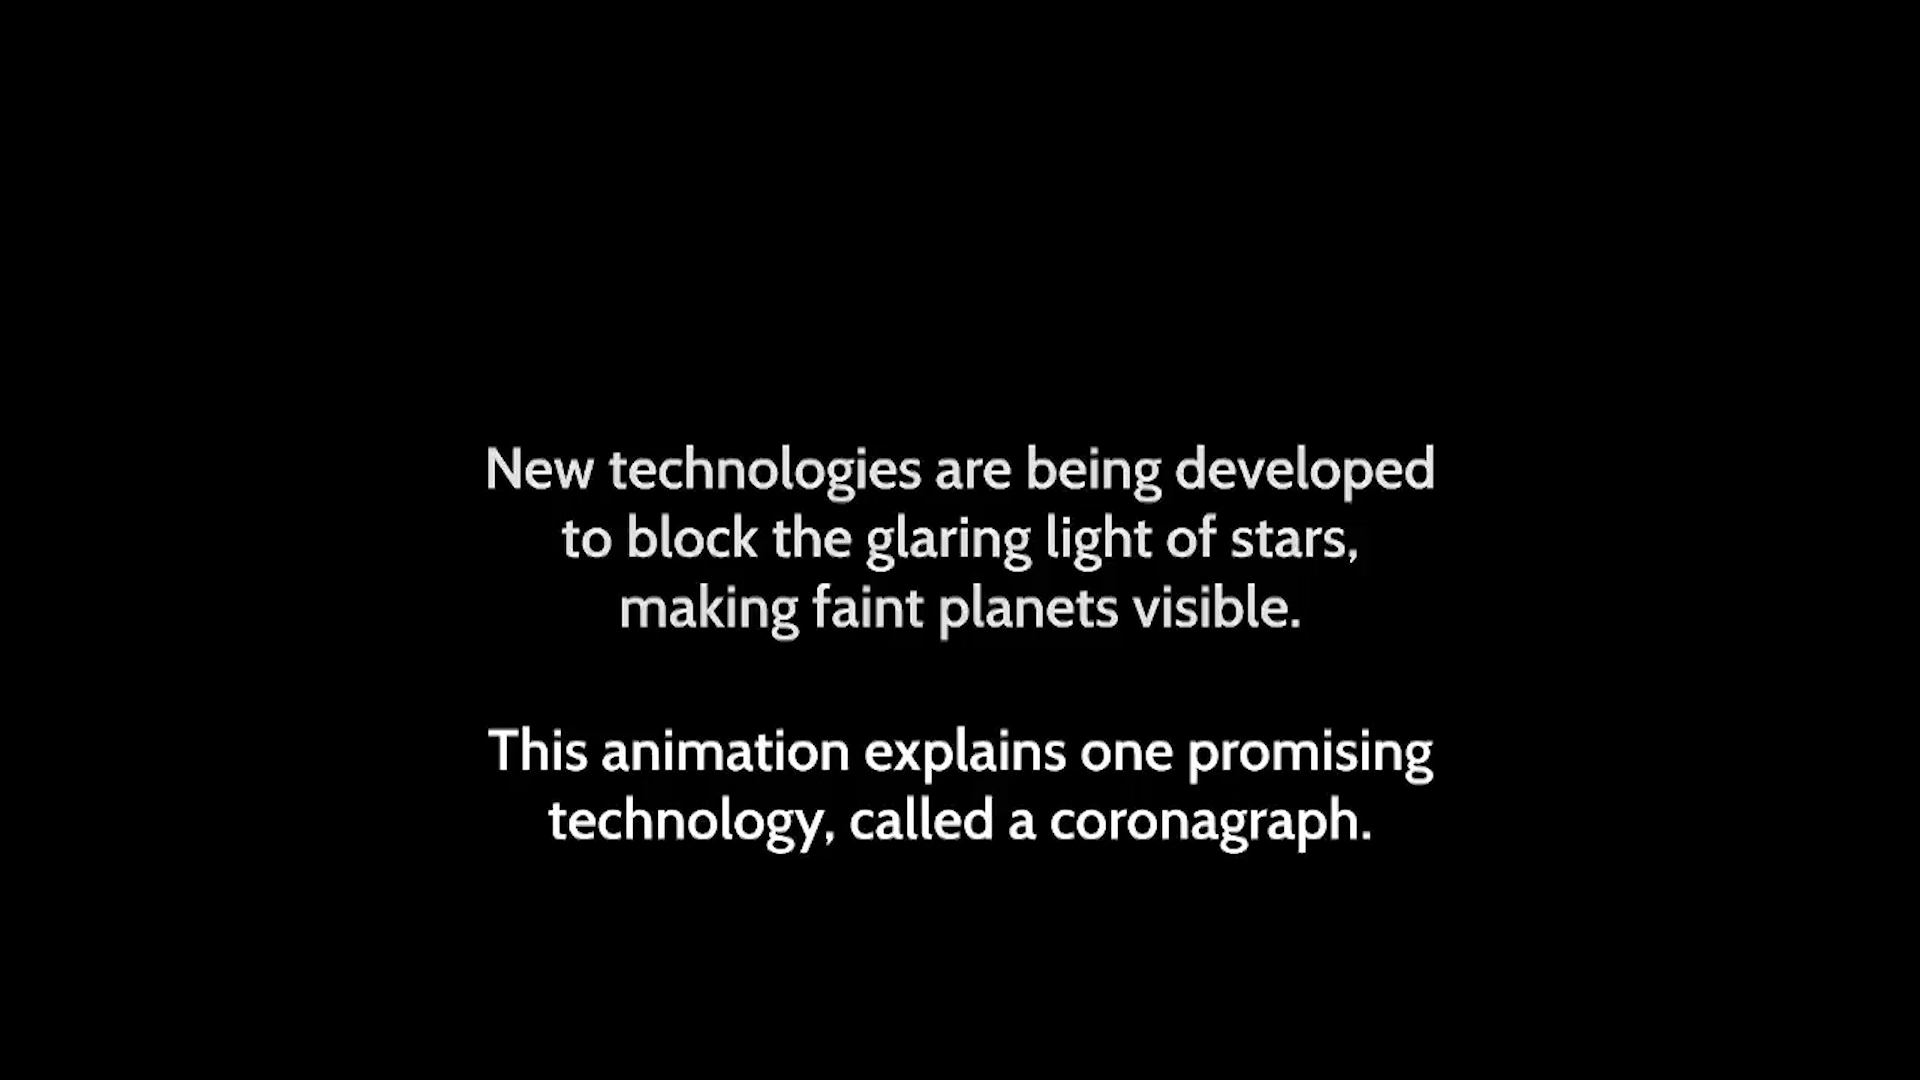 New technologies are being developed
to block the glaring light of stars,
making faint planets visible.
This animation explains one promising
technology, called a coronagraph.